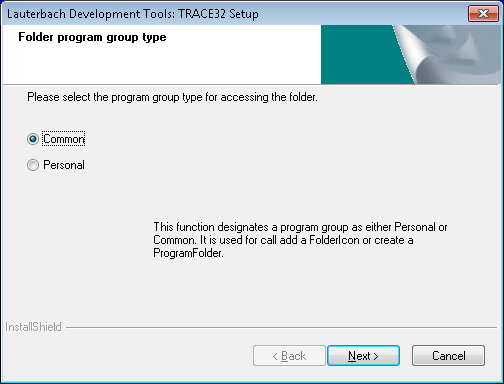 Lauterbach Development Tools: TRACE32 Setup
Folder program group type
Please select the program group type for accessing the folder.
Common
Personal
This function designates a program group as either Personal or
Common. It is used for call add a FolderIcon or create a
ProgramFolder.
InstallShield
< Back
Next >
Cancel